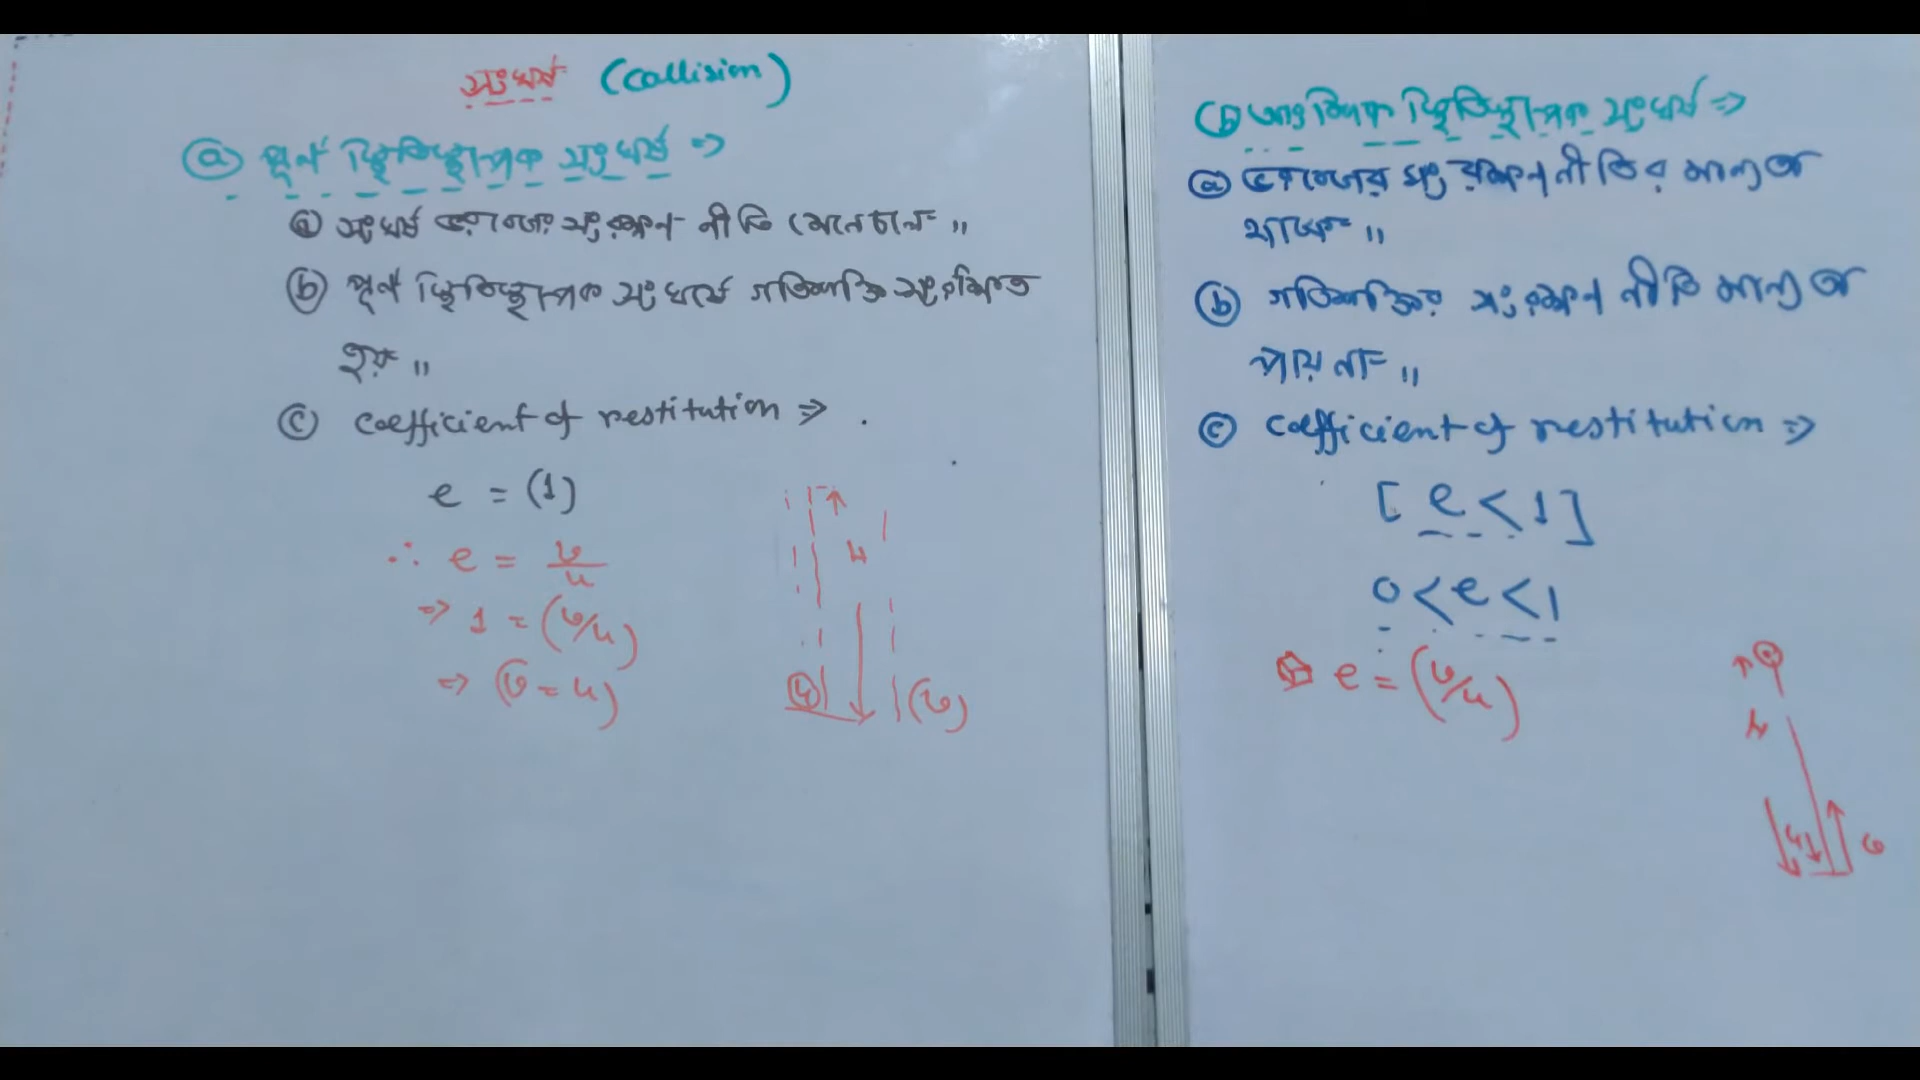 সংঘর্ষ (Collision)
ⓐ পূর্ণ স্থিতিস্থাপক সংঘর্ষ ⇒
ⓐ সংঘর্ষ ভরবেগের সংরক্ষণ নীতি মেনে চলে ॥
ⓑ পূর্ণ স্থিতিস্থাপক সংঘর্ষে গতিশক্তি সংরক্ষিত
হয় ॥
ⓒ coefficient of restitution ⇒
e = (1)
∴ e = v/u
⇒ 1 = (v/u)
⇒ (v = u)
h
u
(v)
ⓑ আংশিক স্থিতিস্থাপক সংঘর্ষ ⇒
ⓐ ভরবেগের সংরক্ষণ নীতির মান্যতা
থাকে ॥
ⓑ গতিশক্তির সংরক্ষণ নীতি মান্যতা
পায় না ॥
ⓒ coefficient of restitution ⇒
[e < 1]
0 < e < 1
e = (v/u)
h
u
v